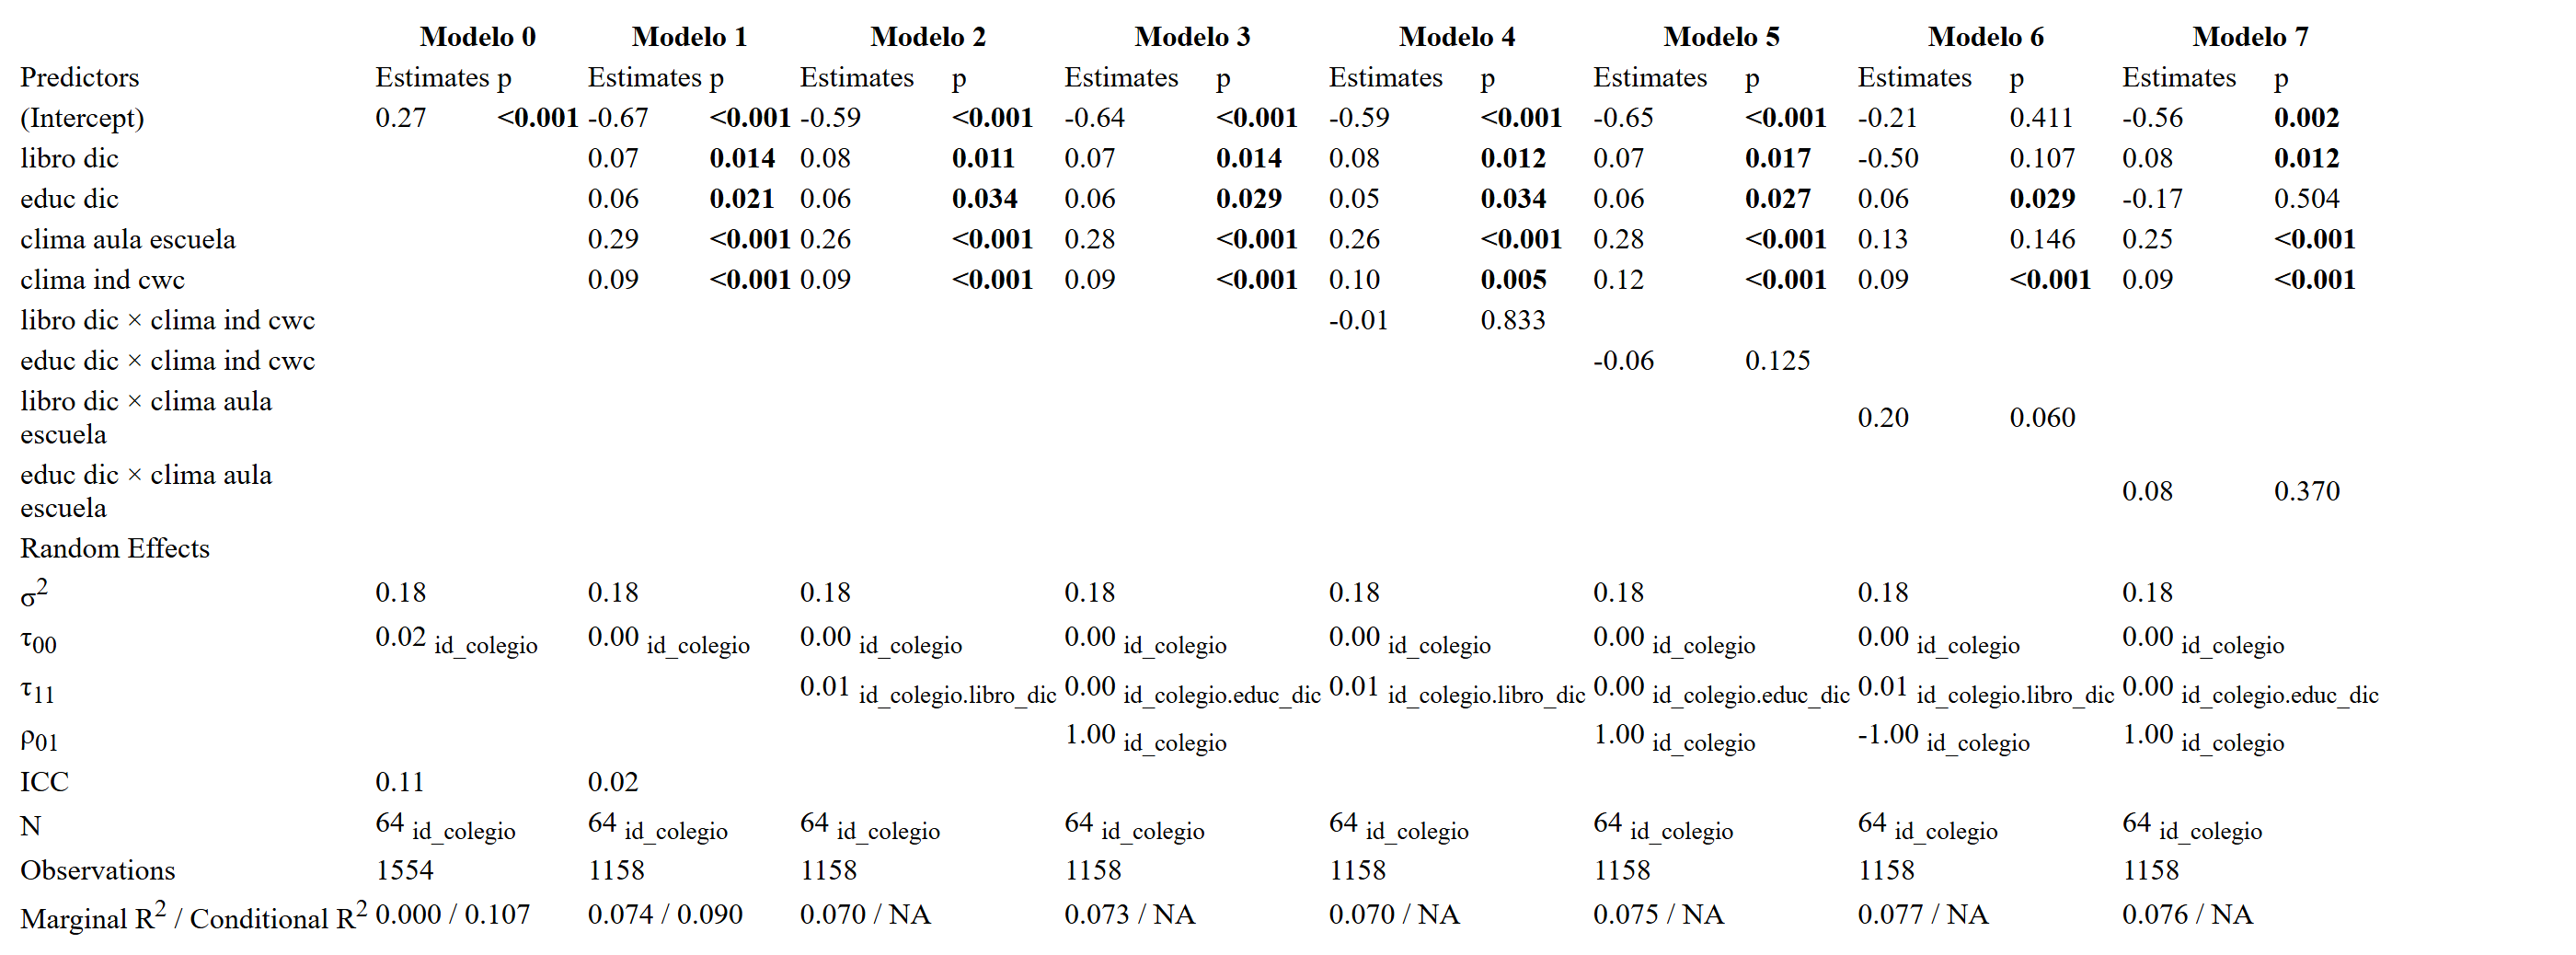 Modelo 0 Modelo 1 Modelo 2 Modelo 3 Modelo 4 Modelo 5 Modelo 6 Modelo 7
Predictors Estimates p Estimates p Estimates p Estimates p Estimates p Estimates p Estimates p Estimates p
(Intercept) 0.27 <0.001 -0.67 <0.001 -0.59 <0.001 -0.64 <0.001 -0.59 <0.001 -0.65 <0.001 -0.21 0.411 -0.56 0.002
libro dic 0.07 0.014 0.08 0.011 0.07 0.014 0.08 0.012 0.07 0.017 -0.50 0.107 0.08 0.012
educ dic 0.06 0.021 0.06 0.034 0.06 0.029 0.05 0.034 0.06 0.027 0.06 0.029 -0.17 0.504
clima aula escuela 0.29 <0.001 0.26 <0.001 0.28 <0.001 0.26 <0.001 0.28 <0.001 0.13 0.146 0.25 <0.001
clima ind cwc 0.09 <0.001 0.09 <0.001 0.09 <0.001 0.10 0.005 0.12 <0.001 0.09 <0.001 0.09 <0.001
libro dic × clima ind cwc -0.01 0.833
educ dic × clima ind cwc -0.06 0.125
libro dic × clima aula
escuela 0.20 0.060
educ dic × clima aula
escuela 0.08 0.370
Random Effects
σ2 0.18 0.18 0.18 0.18 0.18 0.18 0.18 0.18
τ00 0.02 id_colegio 0.00 id_colegio 0.00 id_colegio 0.00 id_colegio 0.00 id_colegio 0.00 id_colegio 0.00 id_colegio 0.00 id_colegio
τ11 0.01 id_colegio.libro_dic 0.00 id_colegio.educ_dic 0.01 id_colegio.libro_dic 0.00 id_colegio.educ_dic 0.01 id_colegio.libro_dic 0.00 id_colegio.educ_dic
ρ01 1.00 id_colegio 1.00 id_colegio -1.00 id_colegio 1.00 id_colegio
ICC 0.11 0.02
N 64 id_colegio 64 id_colegio 64 id_colegio 64 id_colegio 64 id_colegio 64 id_colegio 64 id_colegio 64 id_colegio
Observations 1554 1158 1158 1158 1158 1158 1158 1158
Marginal R2 / Conditional R2 0.000 / 0.107 0.074 / 0.090 0.070 / NA 0.073 / NA 0.070 / NA 0.075 / NA 0.077 / NA 0.076 / NA